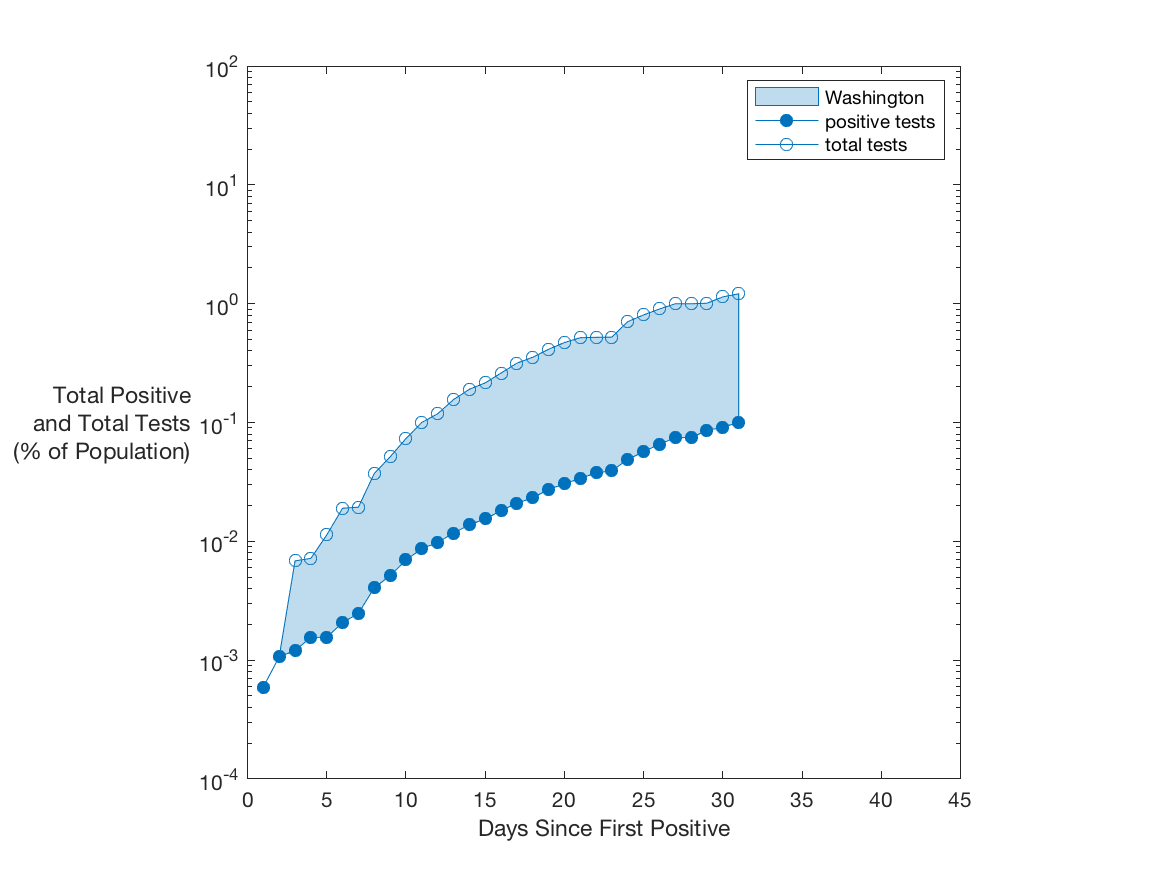 10^2
10^1
10^0
10^-1
10^-2
10^-3
10^-4
Total Positive
and Total Tests
(% of Population)
Washington
positive tests
total tests
0 5 10 15 20 25 30 35 40 45
Days Since First Positive